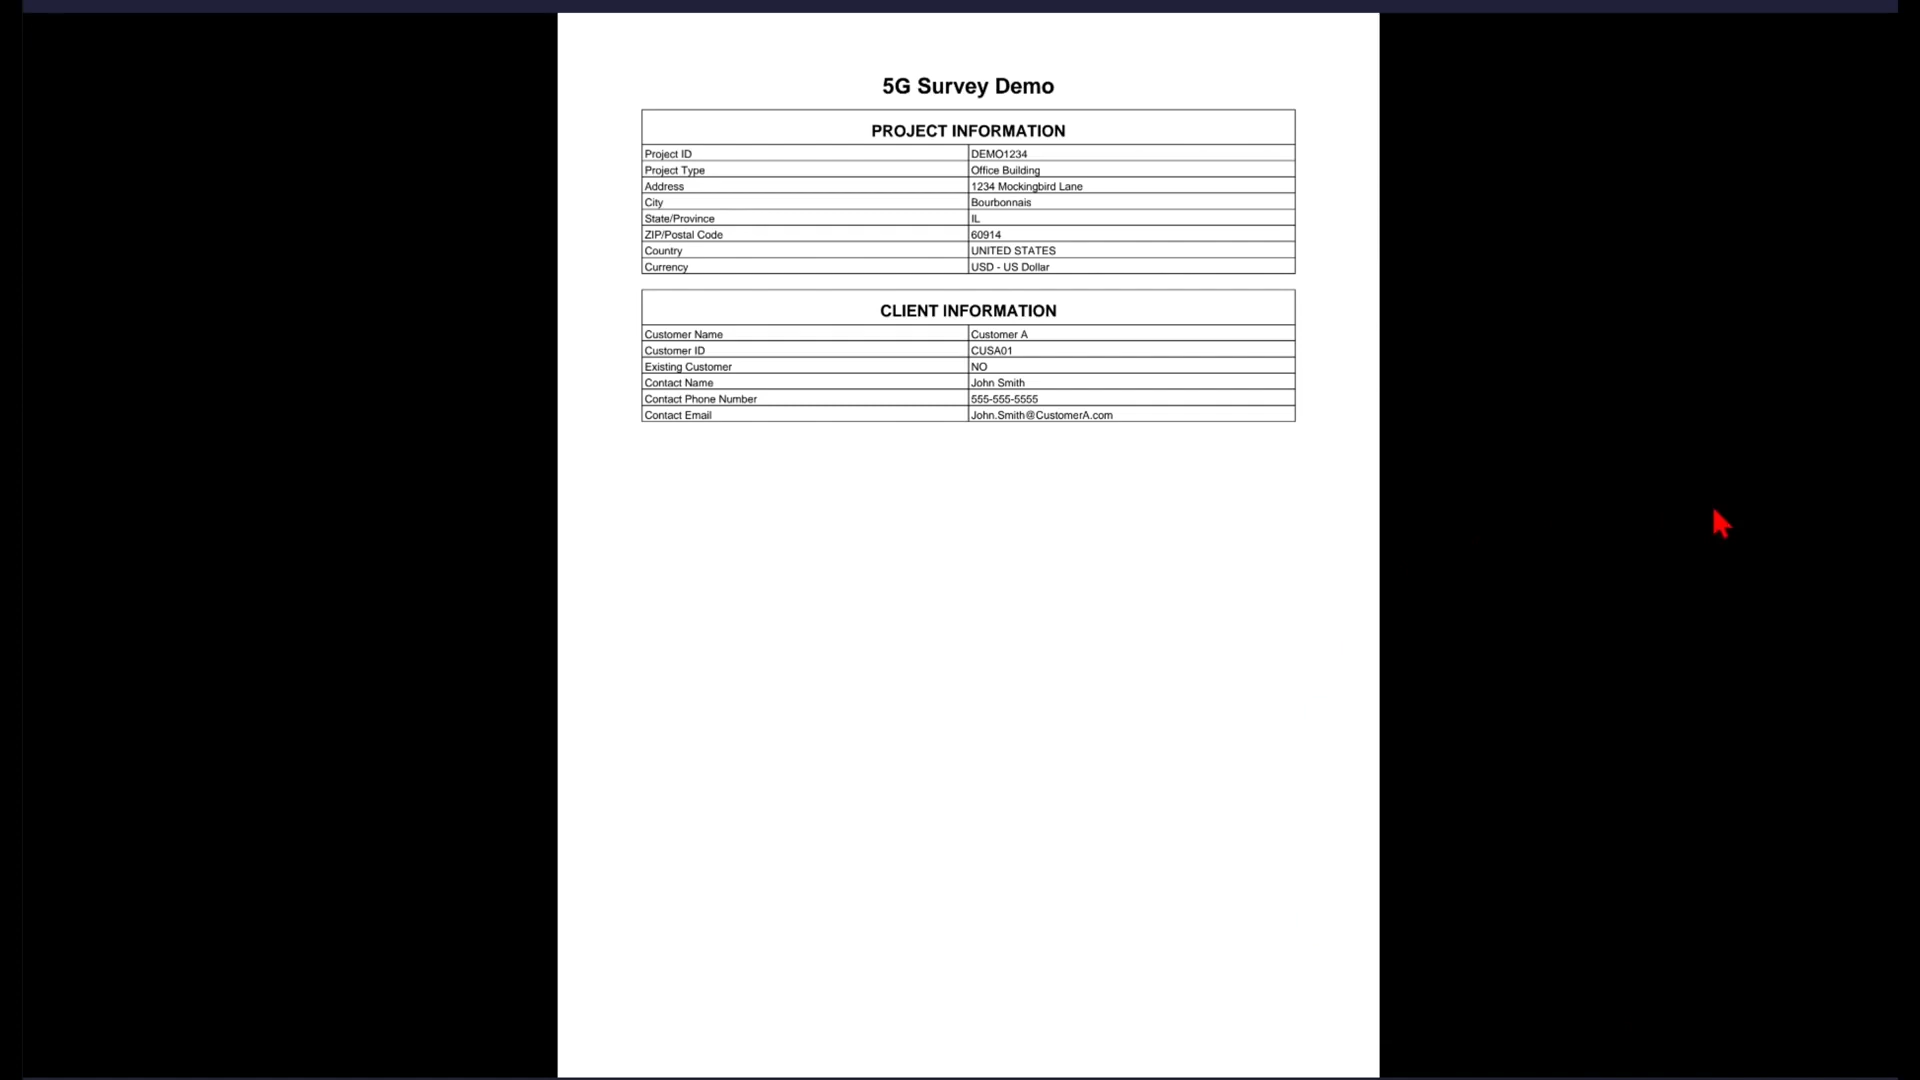 5G Survey Demo
PROJECT INFORMATION
Project ID DEMO1234
Project Type Office Building
Address 1234 Mockingbird Lane
City Bourbonnais
State/Province IL
ZIP/Postal Code 60914
Country UNITED STATES
Currency USD - US Dollar
CLIENT INFORMATION
Customer Name Customer A
Customer ID CUSA01
Existing Customer NO
Contact Name John Smith
Contact Phone Number 555-555-5555
Contact Email John.Smith@CustomerA.com